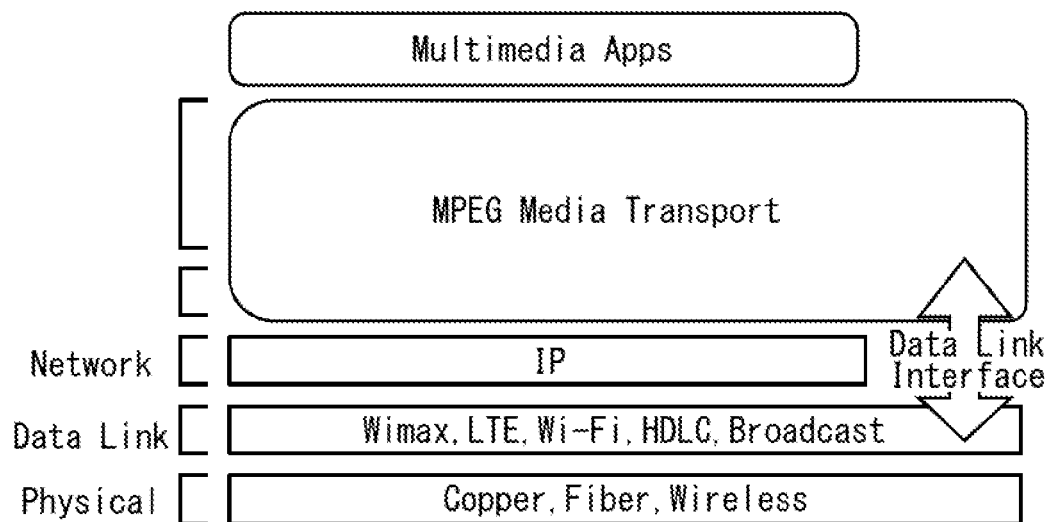 Multimedia Apps
MPEG Media Transport
Network
IP
Data Link
Interface
Data Link
Wimax, LTE, Wi-Fi, HDLC, Broadcast
Physical
Copper, Fiber, Wireless